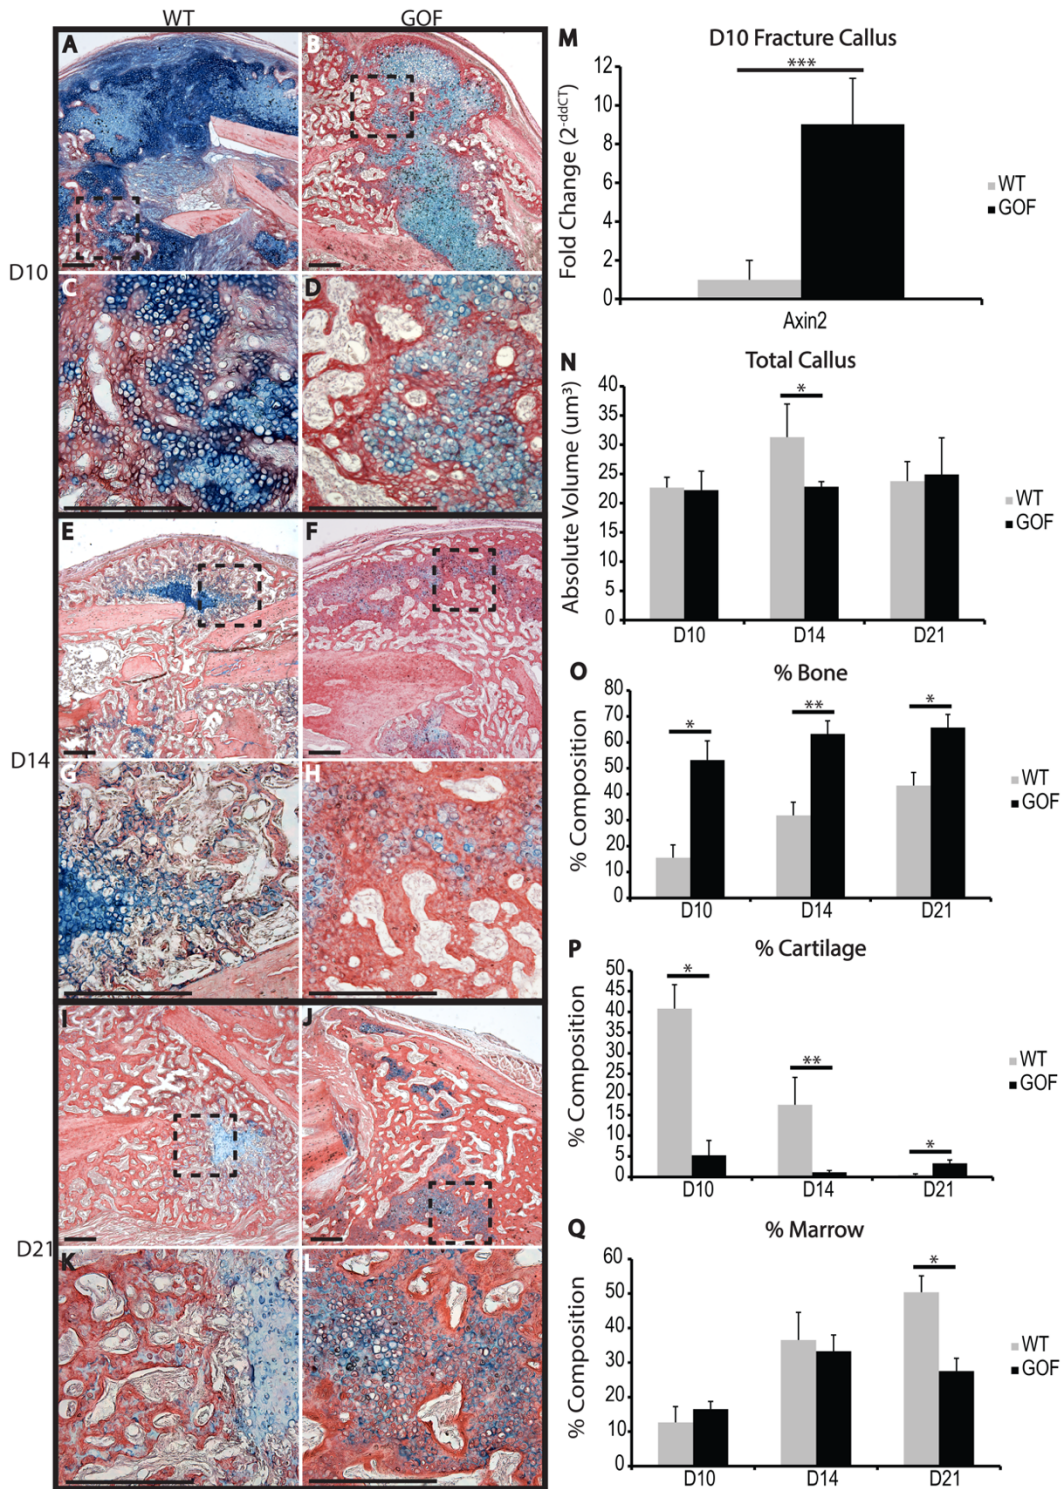 WT GOF
A B
D10
C D
E F
D14
G H
I J
D21
K L
M D10 Fracture Callus
***
Fold Change (2^-ddCT)
12
10
8
6
4
2
0
Axin2
WT
GOF
N Total Callus
*
Absolute Volume (um³)
40
35
30
25
20
15
10
5
0
D10 D14 D21
WT
GOF
O % Bone
* ** *
% Composition
80
70
60
50
40
30
20
10
0
D10 D14 D21
WT
GOF
P % Cartilage
* ** *
% Composition
50
45
40
35
30
25
20
15
10
5
0
D10 D14 D21
WT
GOF
Q % Marrow
*
% Composition
60
50
40
30
20
10
0
D10 D14 D21
WT
GOF